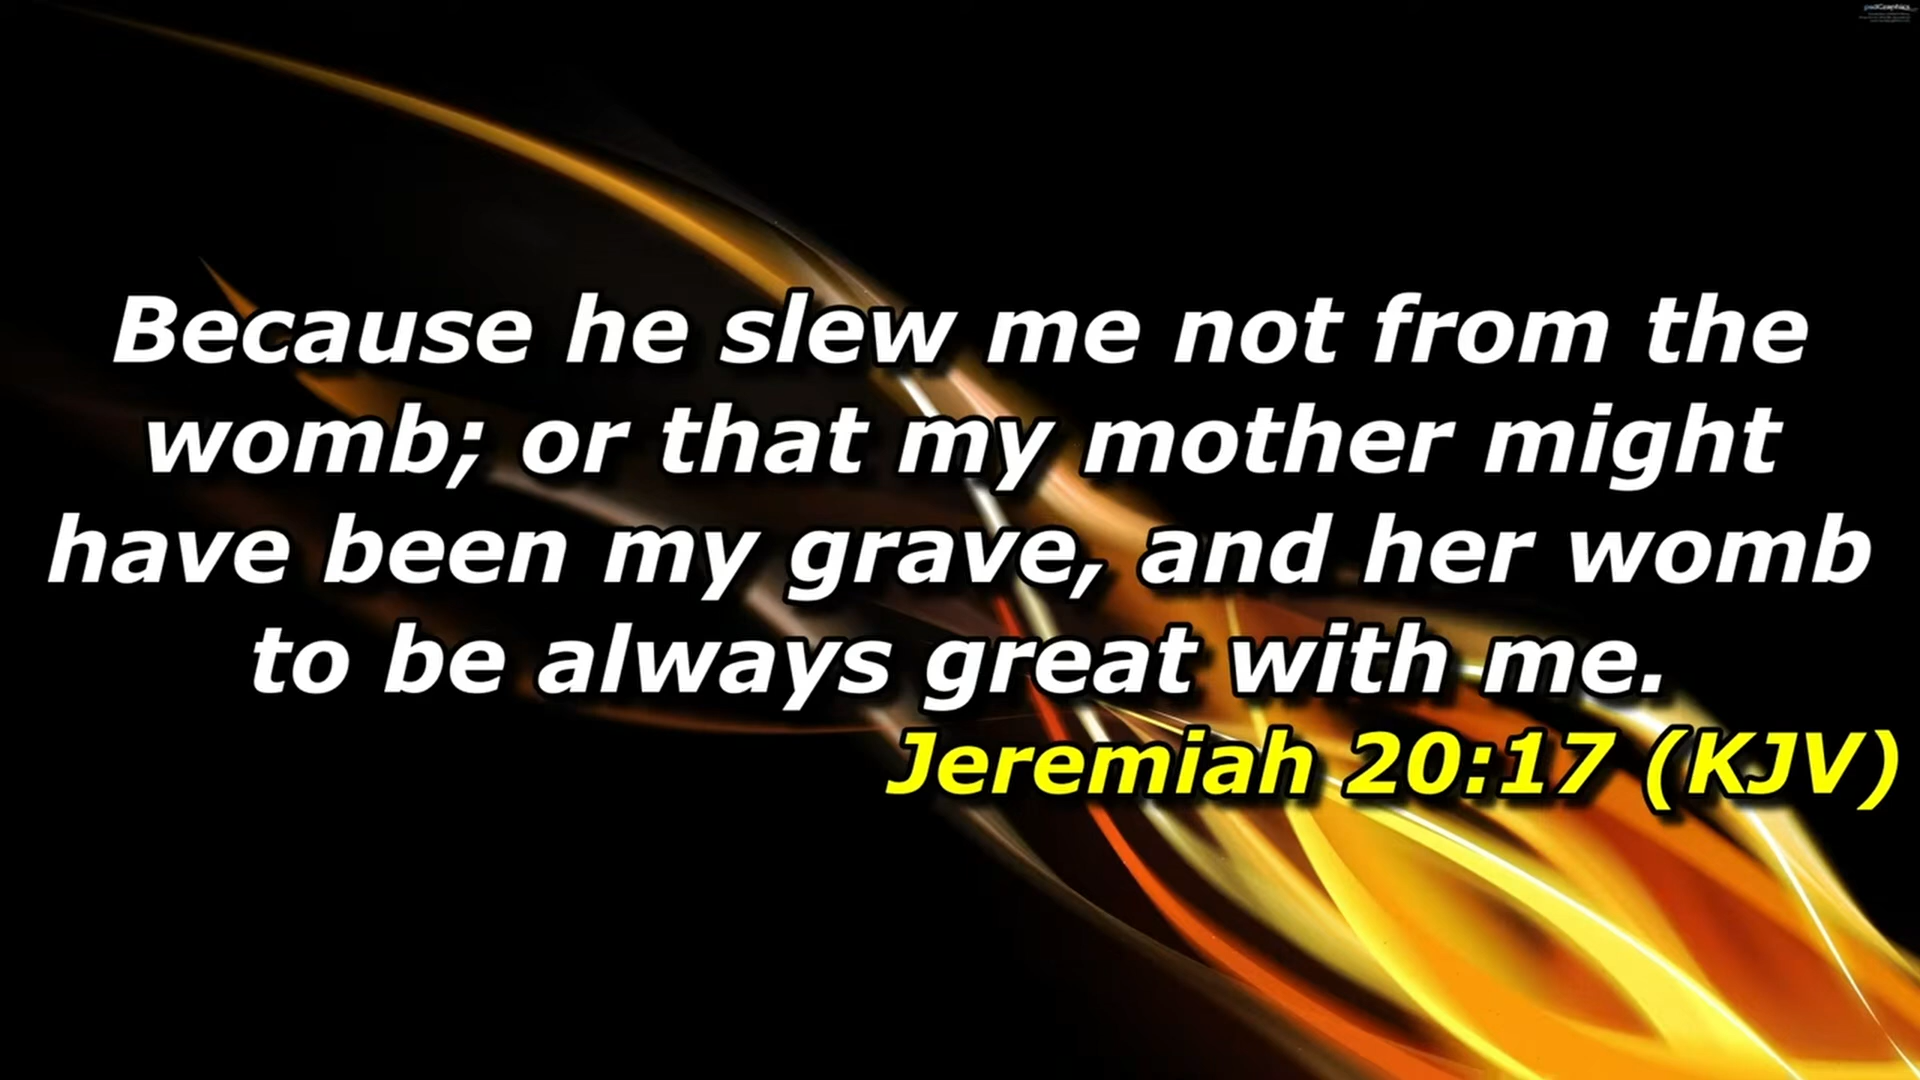 psdGraphics
Because he slew me not from the
womb; or that my mother might
have been my grave, and her womb
to be always great with me.
Jeremiah 20:17 (KJV)